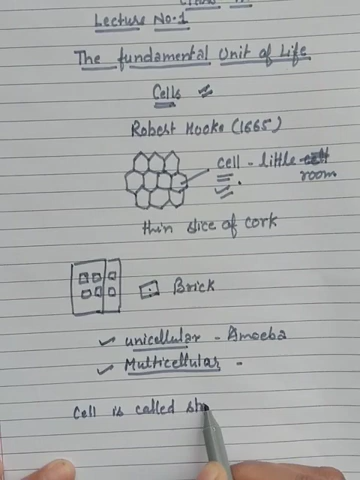 Lecture No.1
The fundamental Unit of Life
Cells
Robert Hooke (1665)
cell - little
room
thin slice of cork
Brick
unicellular - Amoeba
Multicellular -
Cell is called st